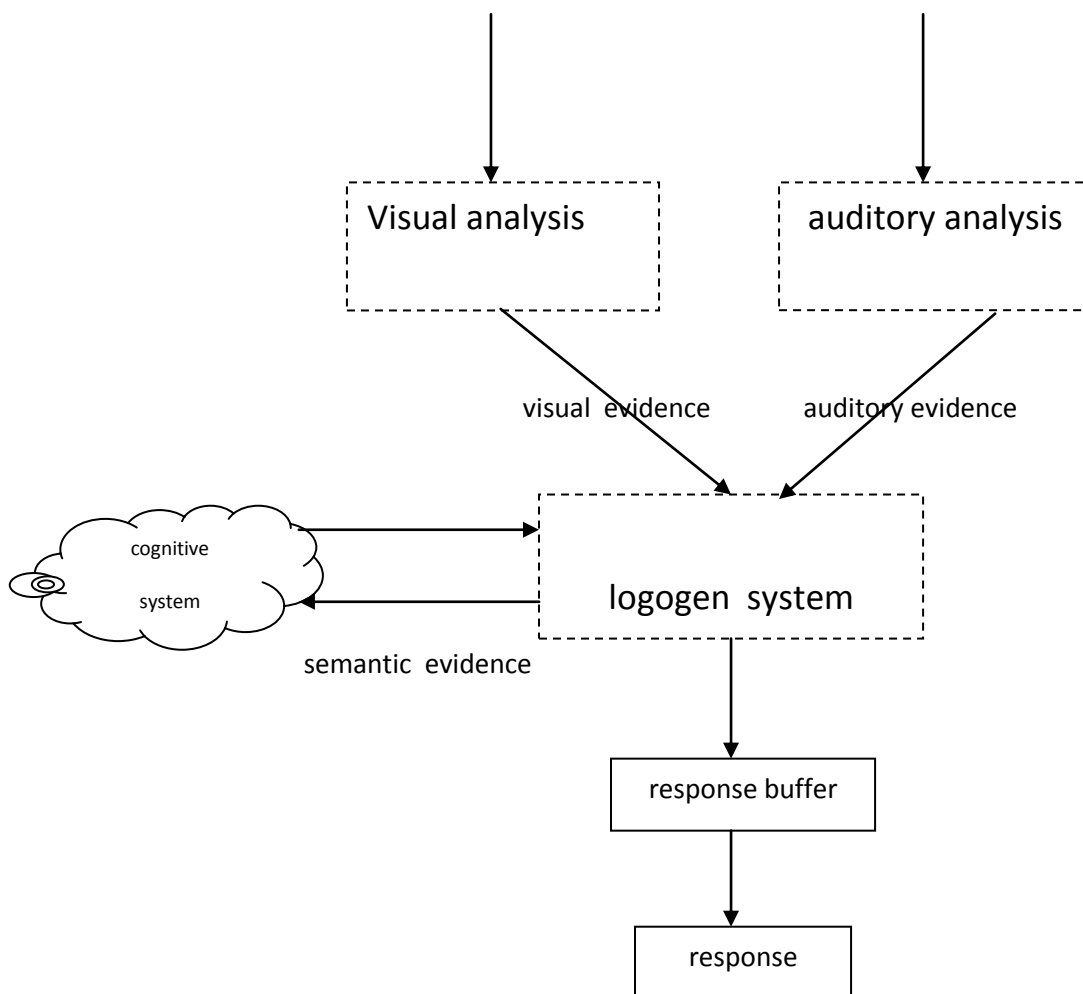 Visual analysis
auditory analysis
visual evidence
auditory evidence
cognitive
system
logogen system
semantic evidence
response buffer
response